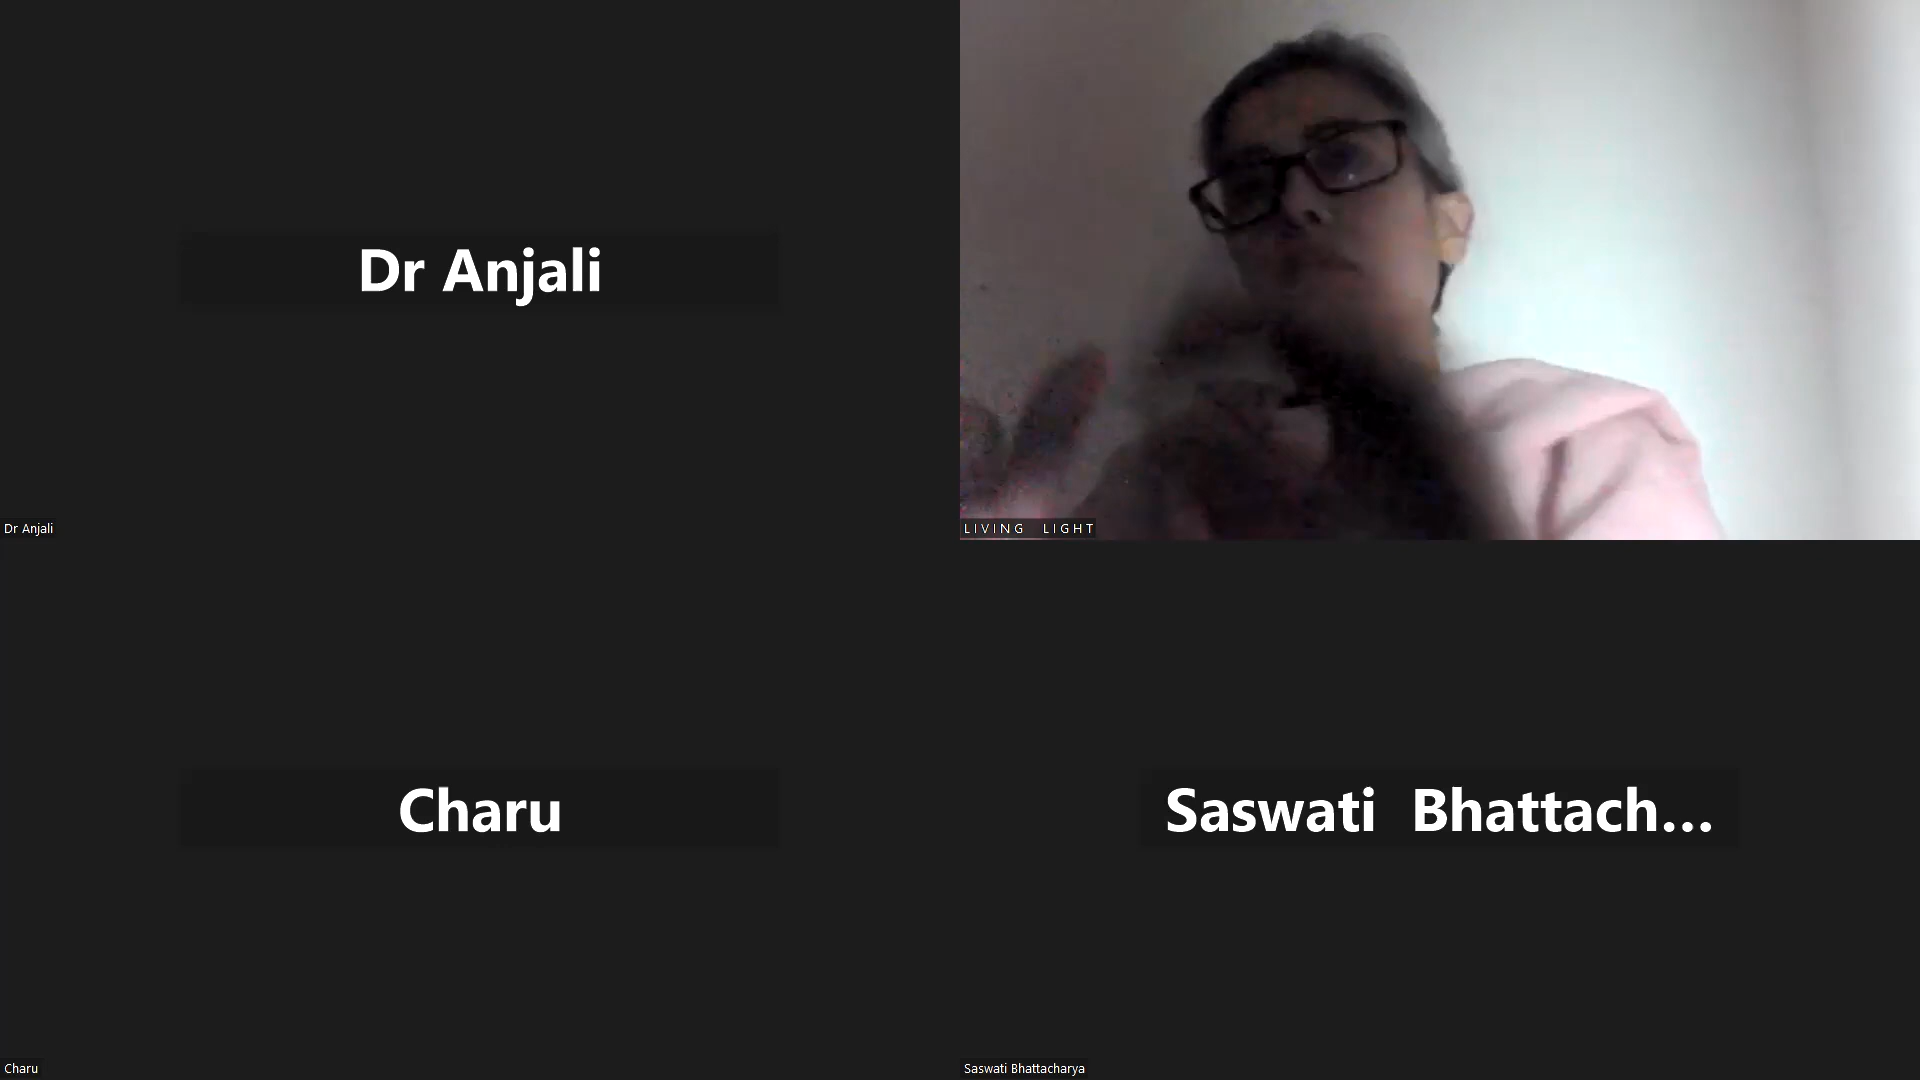 Dr Anjali
Dr Anjali
LIVING LIGHT
Charu
Saswati Bhattach...
Charu
Saswati Bhattacharya